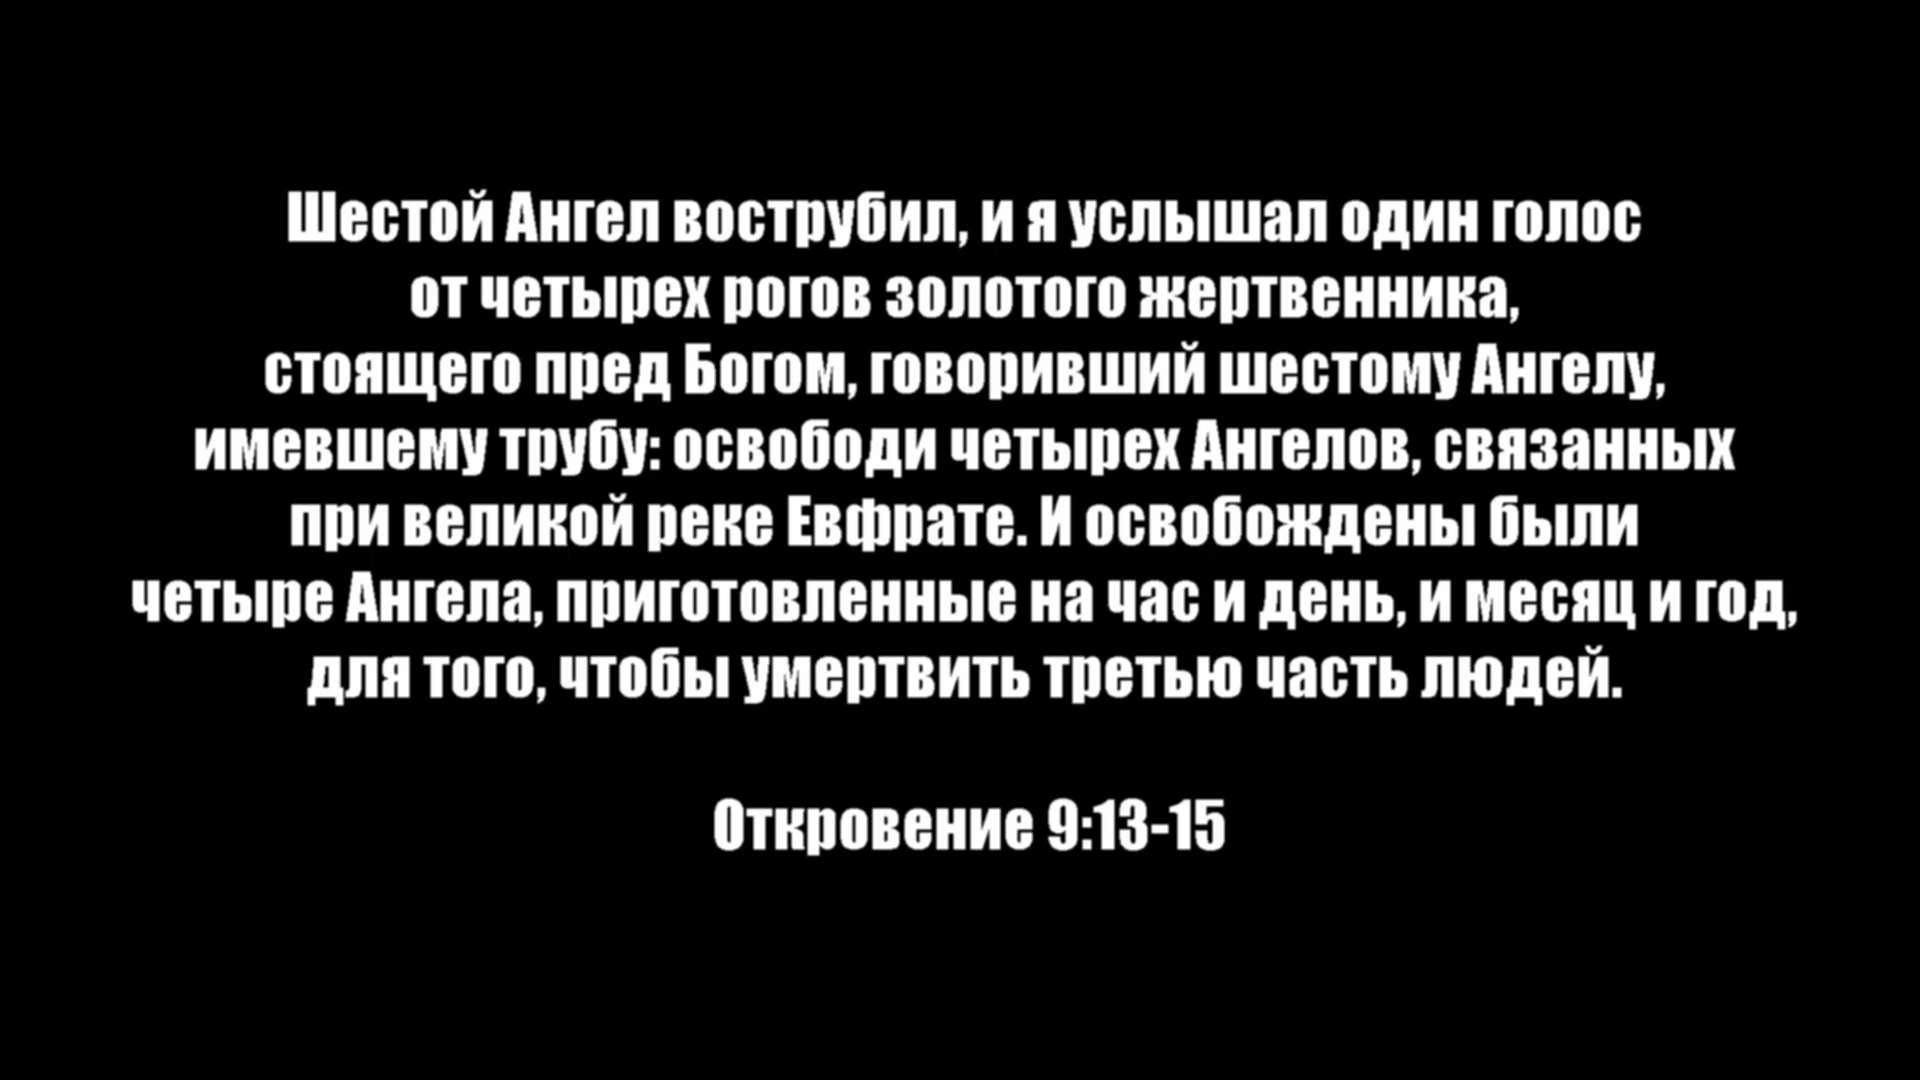 Шестой Ангел вострубил, и я услышал один голос
от четырех рогов золотого жертвенника,
стоящего пред Богом, говоривший шестому Ангелу,
имевшему трубу: освободи четырех Ангелов, связанных
при великой реке Евфрате. И освобождены были
четыре Ангела, приготовленные на час и день, и месяц и год,
для того, чтобы умертвить третью часть людей.
Откровение 9:13-15